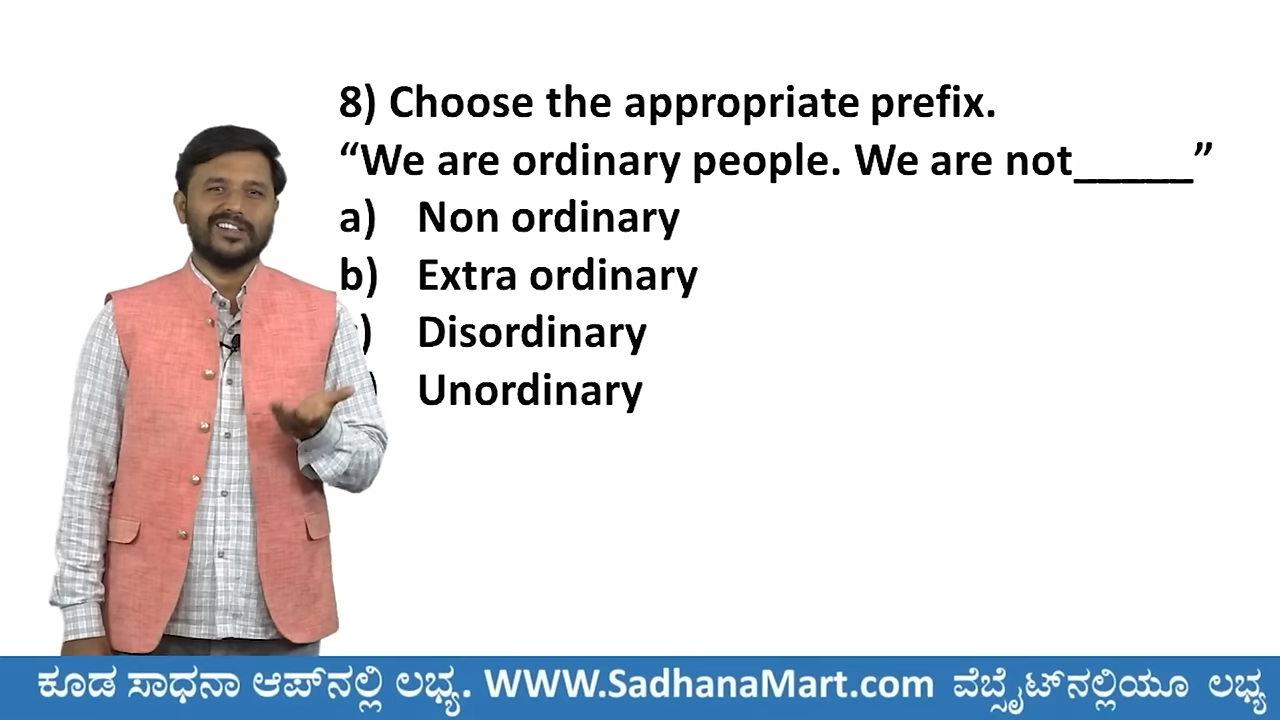 8) Choose the appropriate prefix.
“We are ordinary people. We are not_____”
a) Non ordinary
b) Extra ordinary
) Disordinary
) Unordinary
ಕೂಡ ಸಾಧನಾ ಆಪ್‌ನಲ್ಲಿ ಲಭ್ಯ. WWW.SadhanaMart.com ವೆಬ್ಸೈಟ್‌ನಲ್ಲಿಯೂ ಲಭ್ಯ